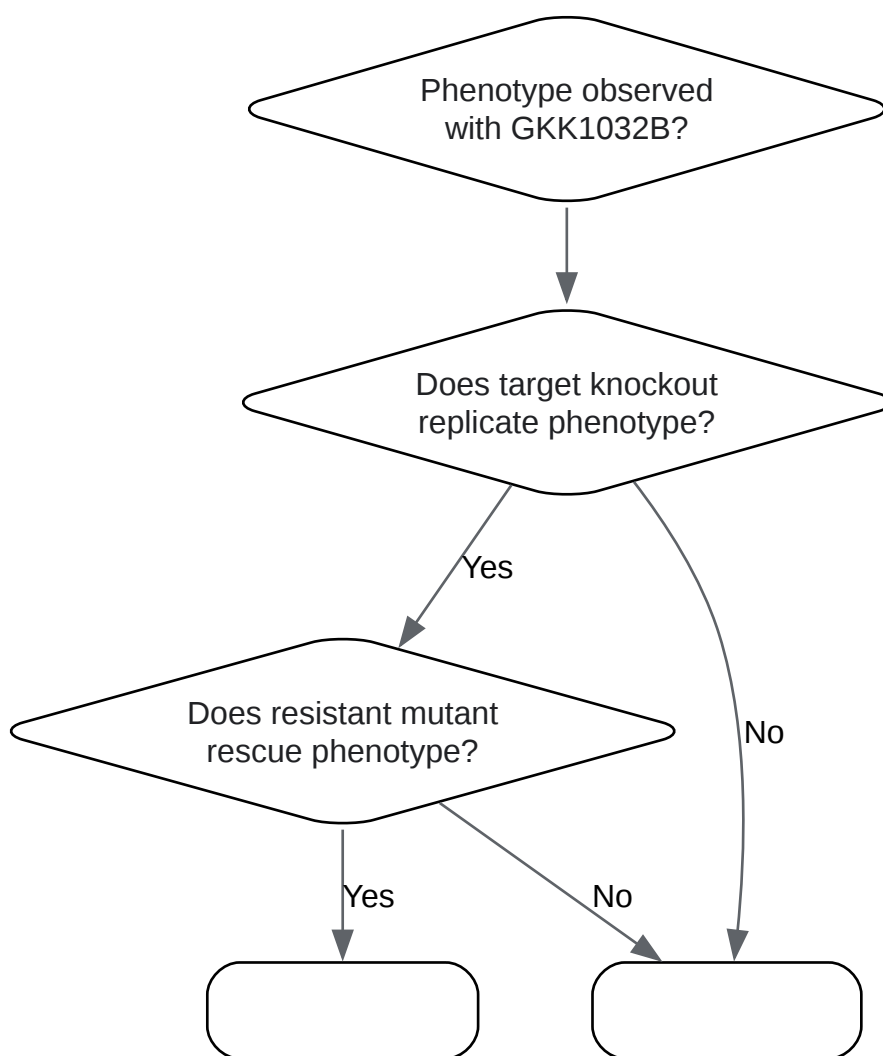 Phenotype observed
with GKK1032B?
Does target knockout
replicate phenotype?
Yes
Does resistant mutant
rescue phenotype?
No
Yes
No